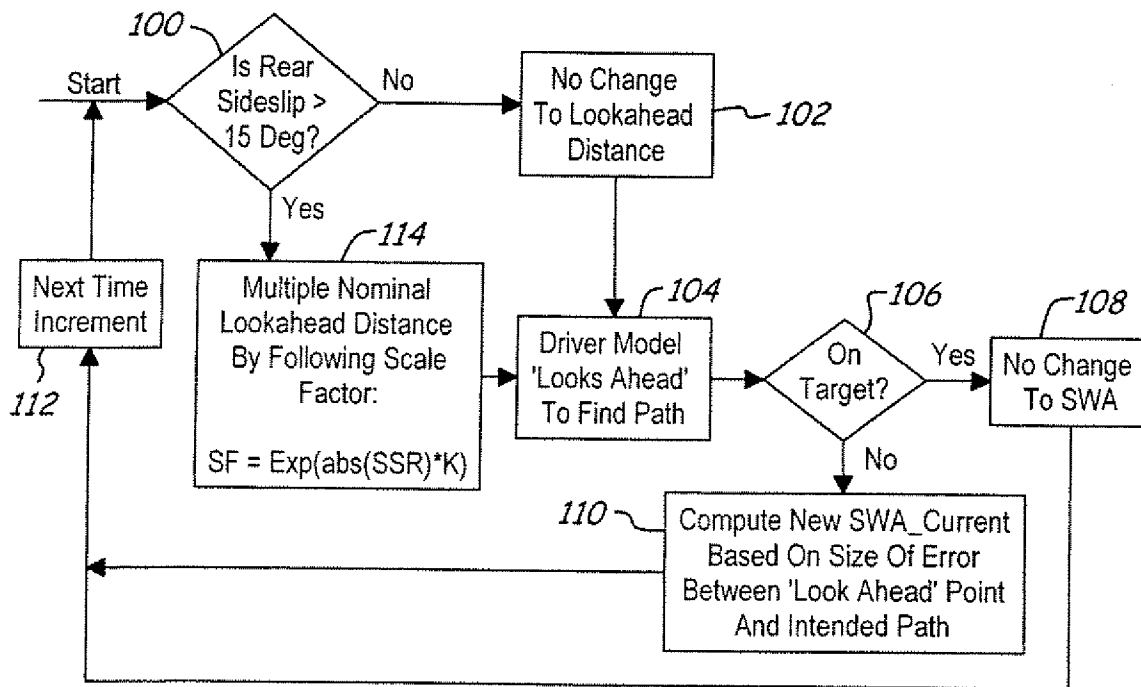 100
Start
Is Rear
Sideslip >
15 Deg?
No
No Change
To Lookahead
Distance
102
Yes
114
Multiple Nominal
Lookahead Distance
By Following Scale
Factor:
SF = Exp(abs(SSR)*K)
Next Time
Increment
112
104
Driver Model
'Looks Ahead'
To Find Path
106
On
Target?
Yes
108
No Change
To SWA
No
110
Compute New SWA_Current
Based On Size Of Error
Between 'Look Ahead' Point
And Intended Path